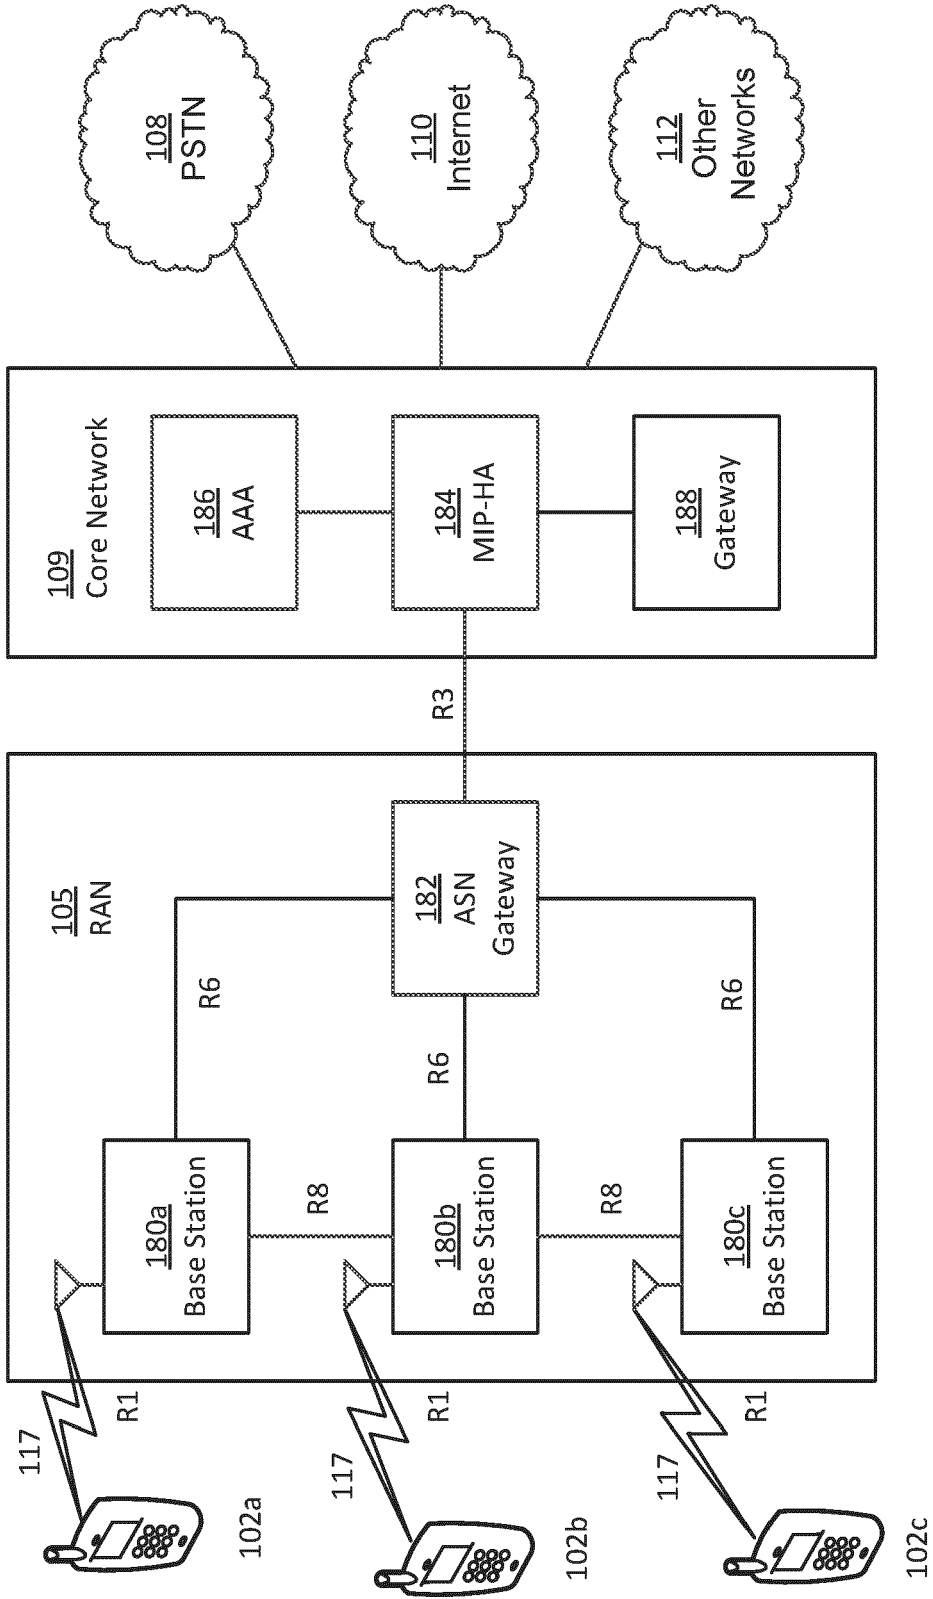 102a
117
R1
102b
117
R1
102c
117
R1
105
RAN
180a
Base Station
R8
180b
Base Station
R8
180c
Base Station
R6
R6
R6
182
ASN
Gateway
R3
109
Core Network
186
AAA
184
MIP-HA
188
Gateway
108
PSTN
110
Internet
112
Other
Networks